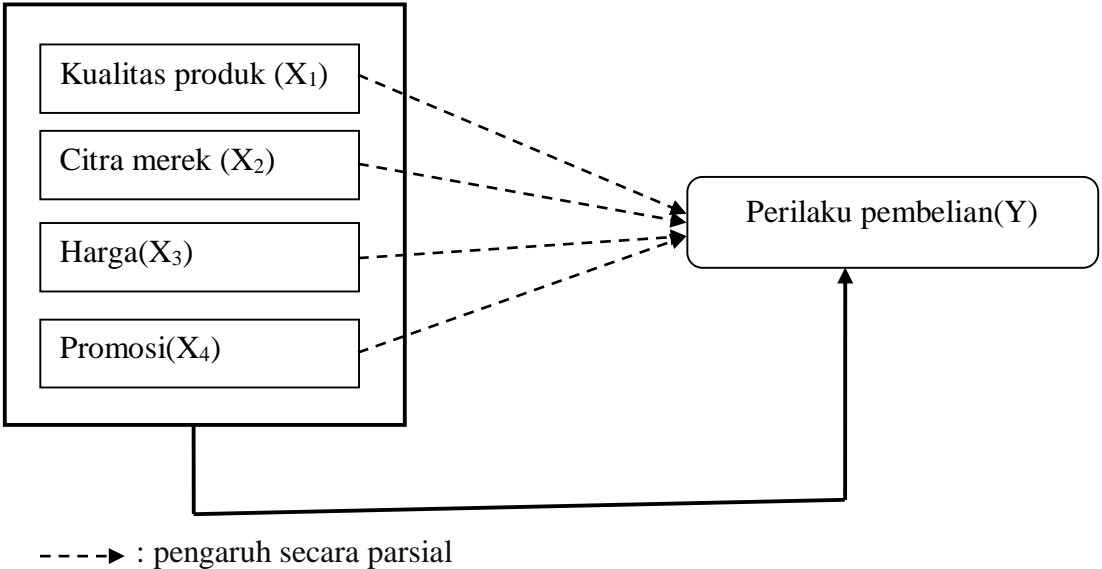 Kualitas produk (X₁)
Citra merek (X₂)
Harga(X₃)
Promosi(X₄)
Perilaku pembelian(Y)
: pengaruh secara parsial